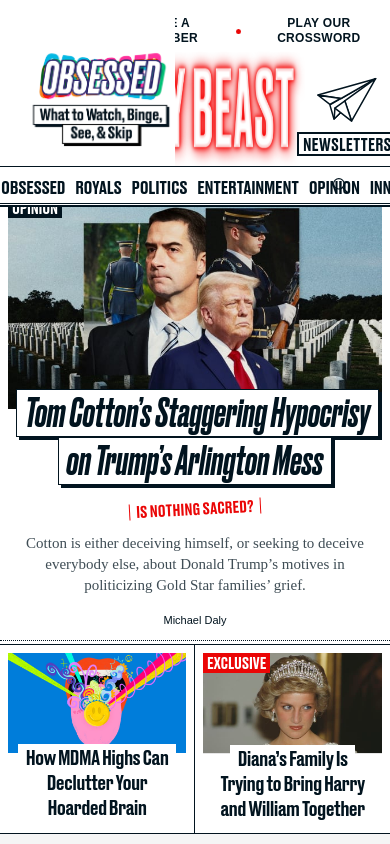 E A
BER
PLAY OUR
CROSSWORD
OBSESSED
What to Watch, Binge,
See, & Skip
Y BEAST
NEWSLETTERS
OBSESSED ROYALS POLITICS ENTERTAINMENT OPINION INN
OPINION
Tom Cotton's Staggering Hypocrisy
on Trump's Arlington Mess
IS NOTHING SACRED?
Cotton is either deceiving himself, or seeking to deceive
everybody else, about Donald Trump's motives in
politicizing Gold Star families' grief.
Michael Daly
EXCLUSIVE
How MDMA Highs Can
Declutter Your
Hoarded Brain
Diana's Family Is
Trying to Bring Harry
and William Together